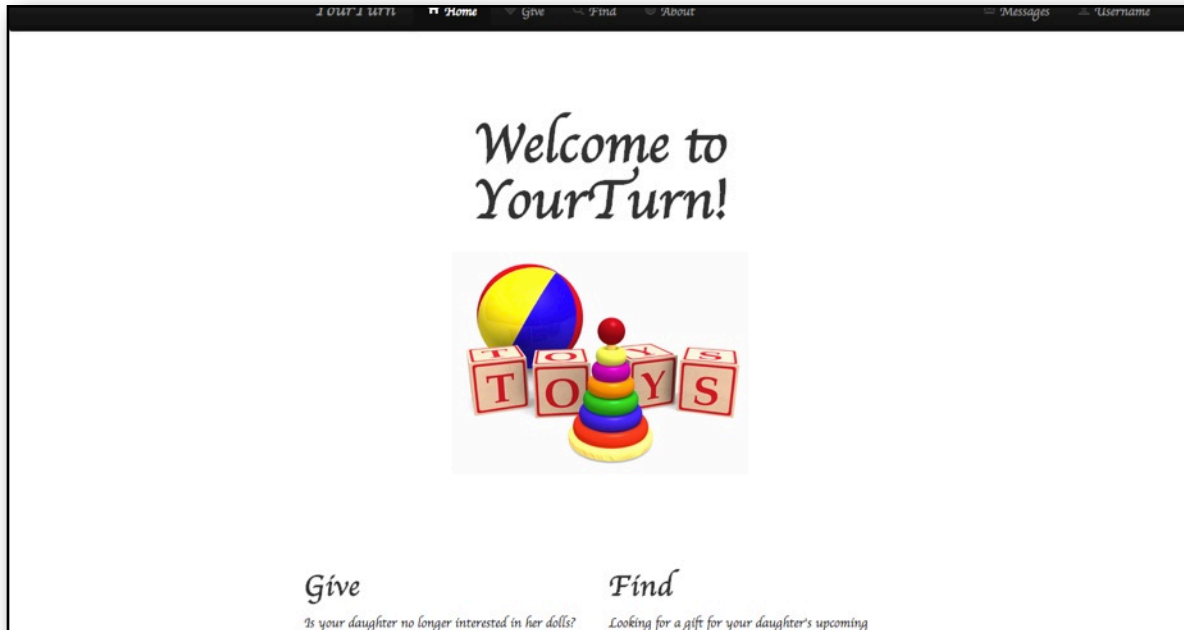 YourTurn Home Give Find About Messages Username
Welcome to
YourTurn!
T O Y S
T O Y S
Give Find
Is your daughter no longer interested in her dolls? Looking for a gift for your daughter's upcoming